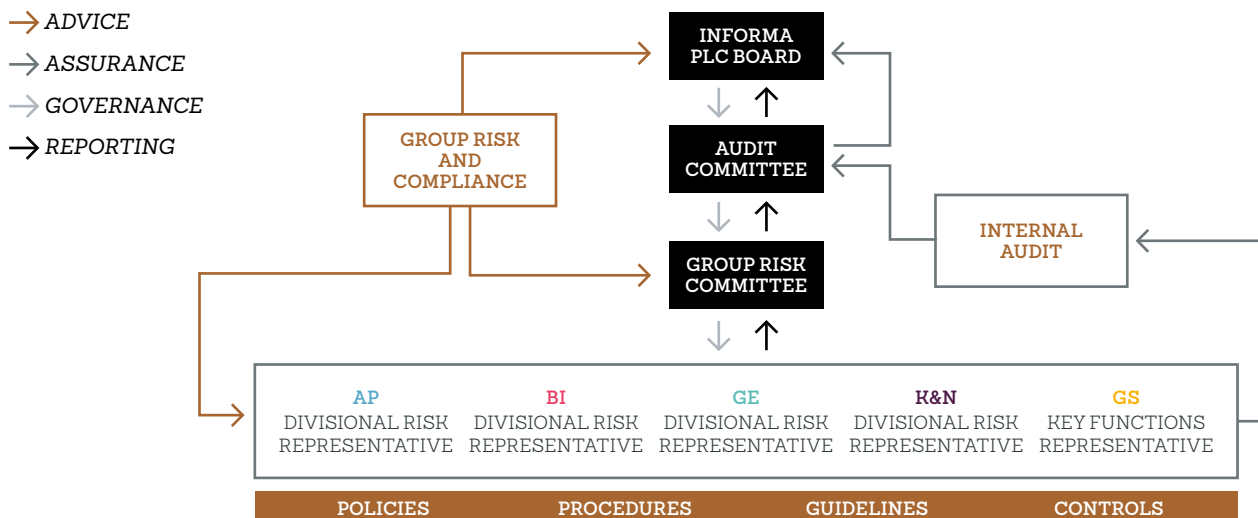 ADVICE
ASSURANCE
GOVERNANCE
REPORTING
INFORMA
PLC BOARD
GROUP RISK
AND
COMPLIANCE
AUDIT
COMMITTEE
INTERNAL
AUDIT
GROUP RISK
COMMITTEE
AP
DIVISIONAL RISK
REPRESENTATIVE
BI
DIVISIONAL RISK
REPRESENTATIVE
GE
DIVISIONAL RISK
REPRESENTATIVE
K&N
DIVISIONAL RISK
REPRESENTATIVE
GS
KEY FUNCTIONS
REPRESENTATIVE
POLICIES
PROCEDURES
GUIDELINES
CONTROLS